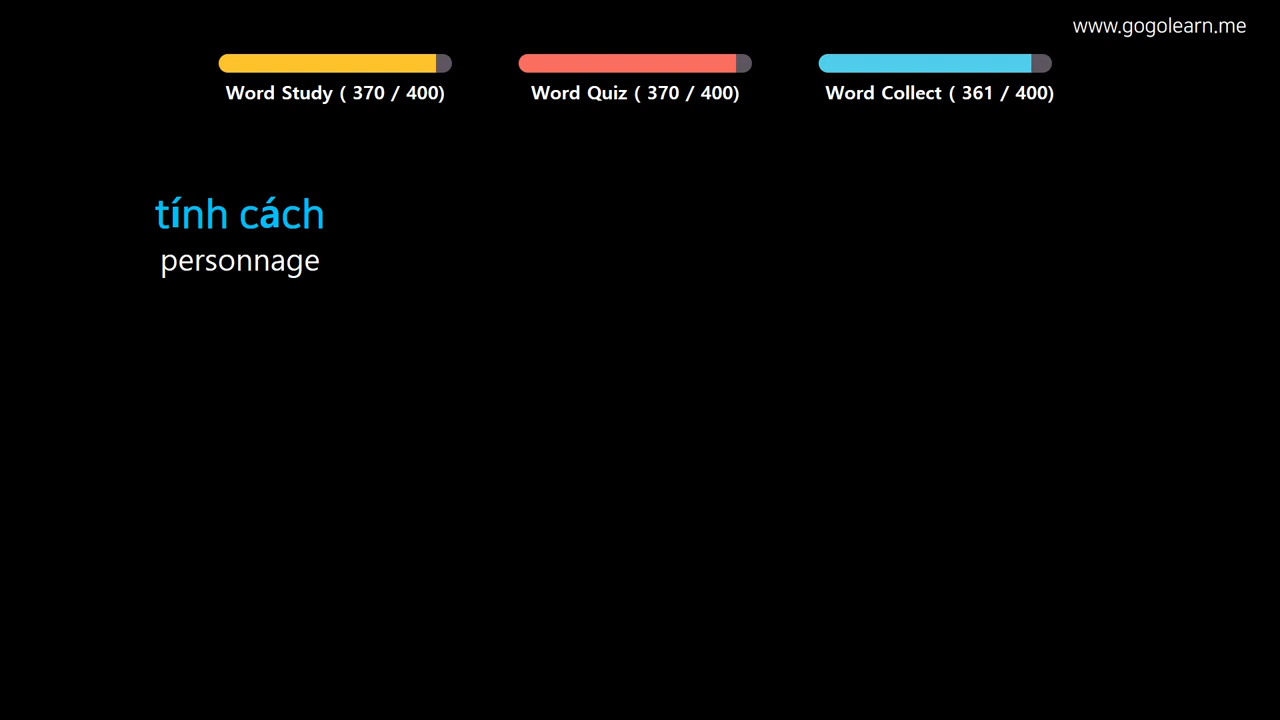 www.gogolearn.me
Word Study ( 370 / 400)
Word Quiz ( 370 / 400)
Word Collect ( 361 / 400)
tính cách
personnage